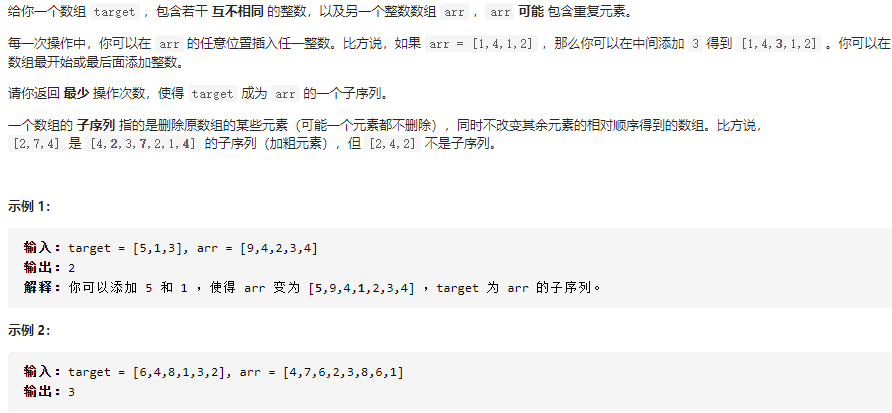 给你一个数组 target ，包含若干 互不相同 的整数，以及另一个整数数组 arr ，arr 可能 包含重复元素。
每一次操作中，你可以在 arr 的任意位置插入任一整数。比方说，如果 arr = [1,4,1,2] ，那么你可以在中间添加 3 得到 [1,4,3,1,2] 。你可以在
数组最开始或最后面添加整数。
请你返回 最少 操作次数，使得 target 成为 arr 的一个子序列。
一个数组的 子序列 指的是删除原数组的某些元素（可能一个元素都不删除），同时不改变其余元素的相对顺序得到的数组。比方说，
[2,7,4] 是 [4,2,3,7,2,1,4] 的子序列（加粗元素），但 [2,4,2] 不是子序列。
示例 1：
输入：target = [5,1,3], arr = [9,4,2,3,4]
输出：2
解释：你可以添加 5 和 1 ，使得 arr 变为 [5,9,4,1,2,3,4] ，target 为 arr 的子序列。
示例 2：
输入：target = [6,4,8,1,3,2], arr = [4,7,6,2,3,8,6,1]
输出：3